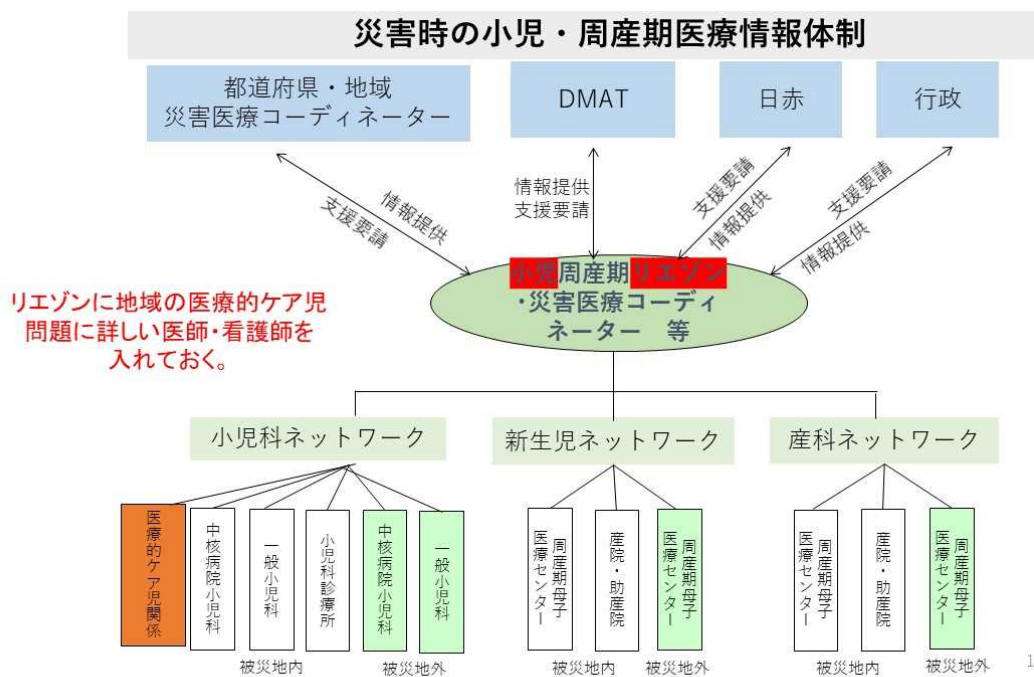 災害時の小児・周産期医療情報体制
都道府県・地域
災害医療コーディネーター
DMAT
日赤
行政
情報提供
支援要請
情報提供
支援要請
支援要請
情報提供
支援要請
情報提供
小児周産期リエゾン
・災害医療コーディ
ネーター 等
リエゾンに地域の医療的ケア児
問題に詳しい医師・看護師を
入れておく。
小児科ネットワーク
新生児ネットワーク
産科ネットワーク
医療的ケア児関係
中核病院小児科
一般小児科
小児科診療所
中核病院小児科
一般小児科
周産期母子
医療センター
産院・助産院
周産期母子
医療センター
周産期母子
医療センター
産院・助産院
周産期母子
医療センター
被災地内
被災地外
被災地内
被災地外
被災地内
被災地外
1